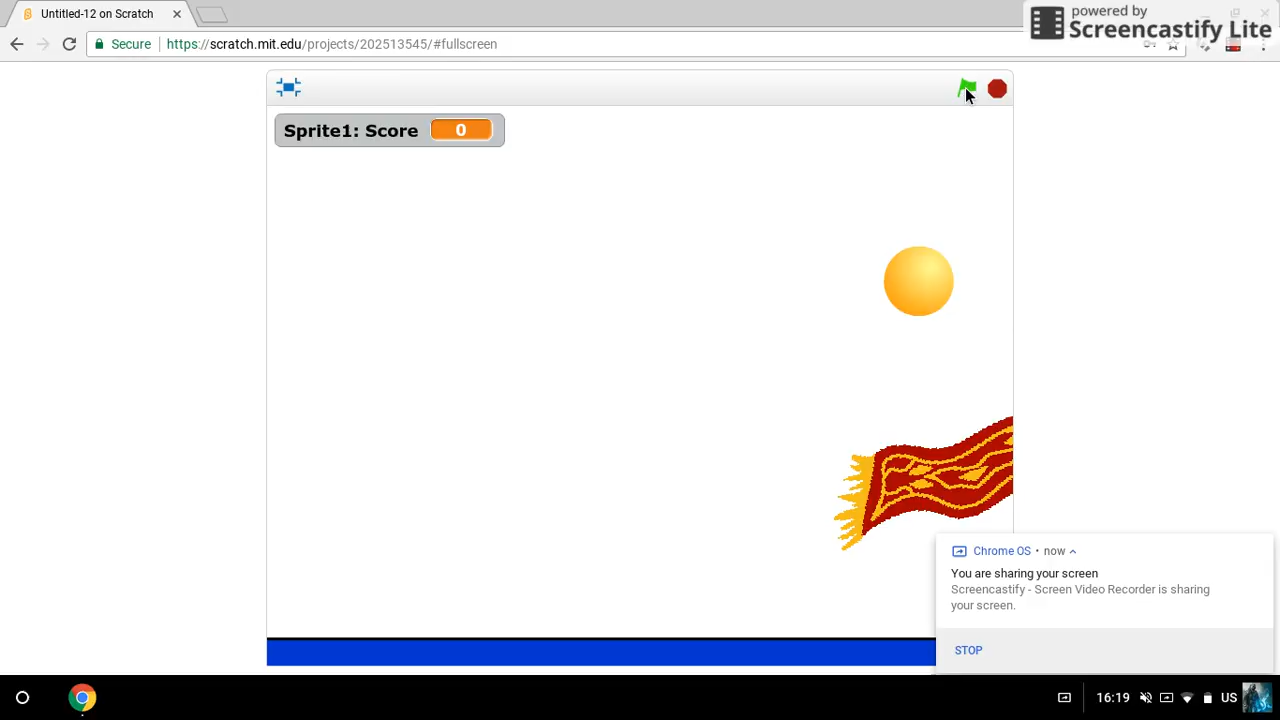 Untitled-12 on Scratch
powered by
Screencastify Lite
Secure https://scratch.mit.edu/projects/202513545/#fullscreen
Sprite1: Score 0
Chrome OS • now
You are sharing your screen
Screencastify - Screen Video Recorder is sharing
your screen.
STOP
16:19 US